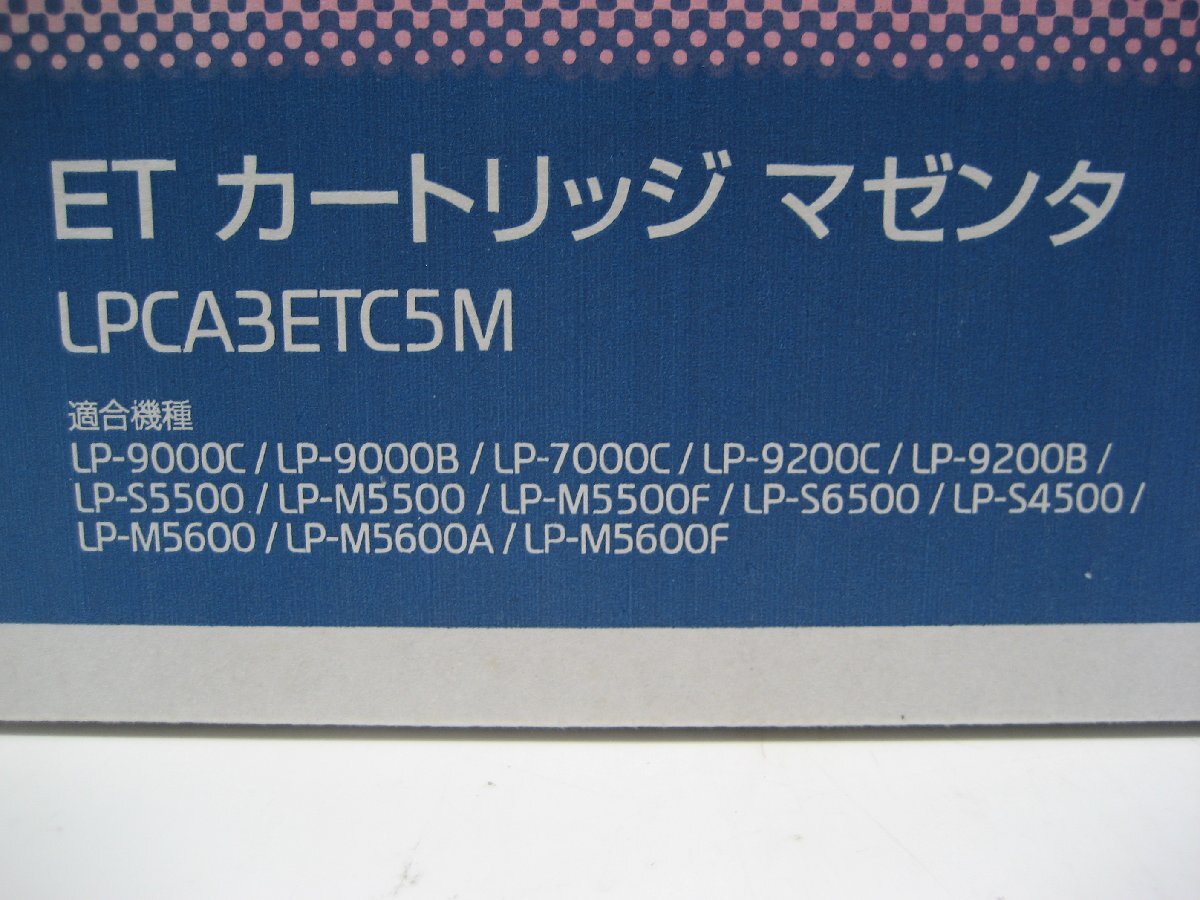 ET カートリッジ マゼンタ
LPCA3ETC5M
適合機種
LP-9000C / LP-9000B / LP-7000C / LP-9200C / LP-9200B /
LP-S5500 / LP-M5500 / LP-M5500F / LP-S6500 / LP-S4500 /
LP-M5600 / LP-M5600A / LP-M5600F